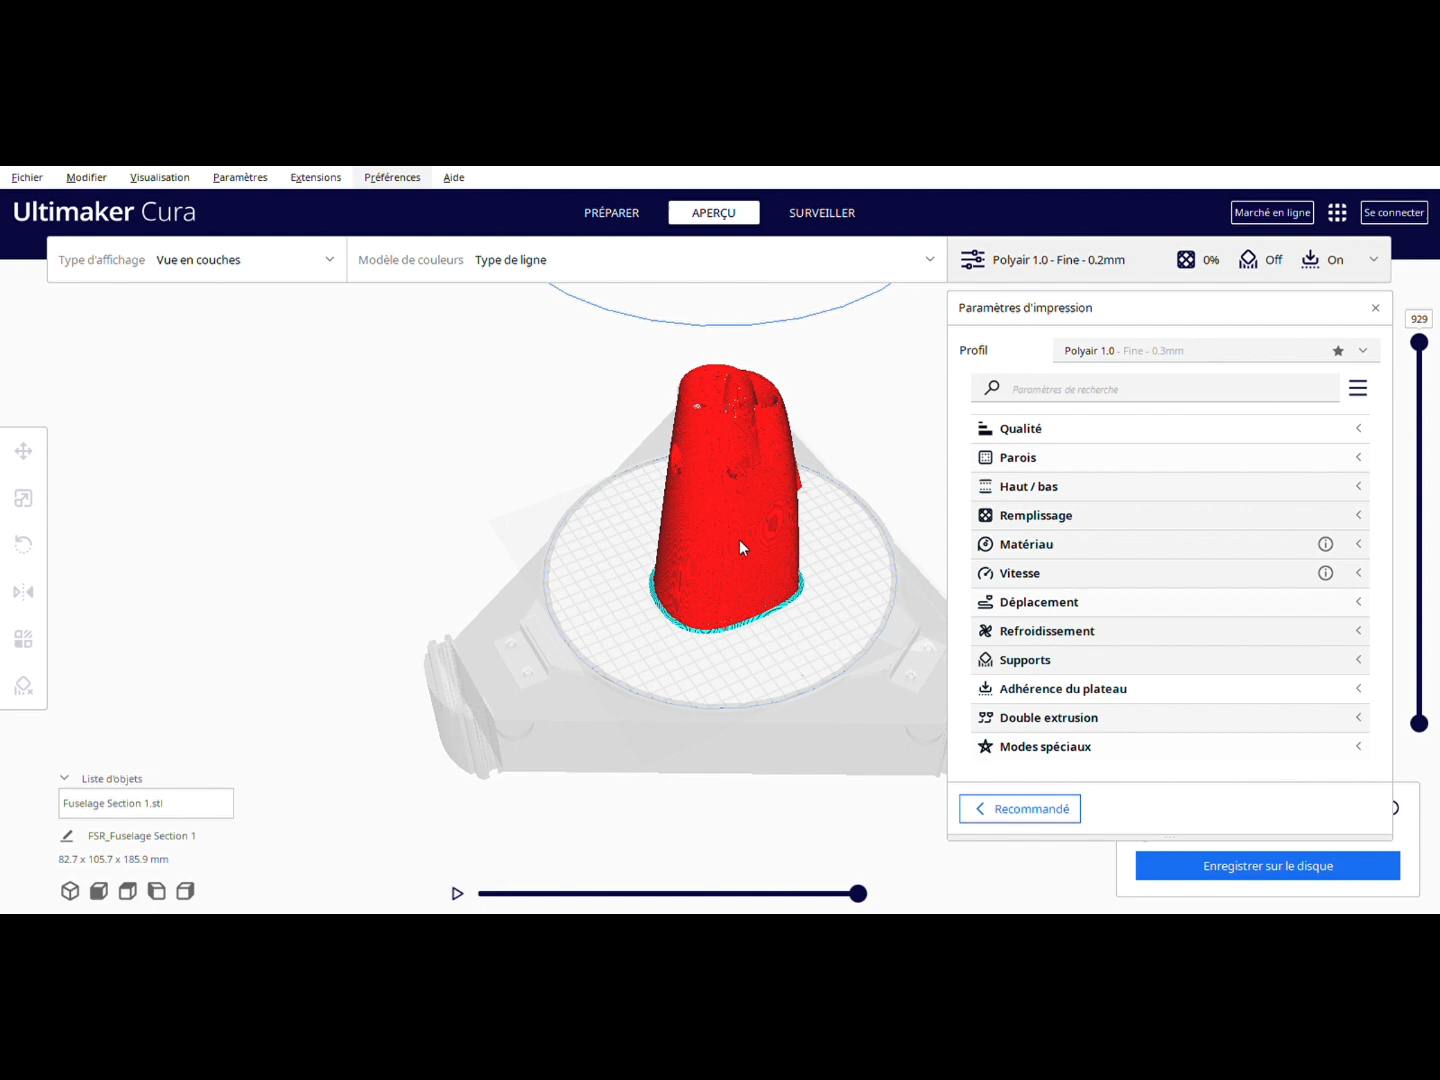 Fichier Modifier Visualisation Paramètres Extensions Préférences Aide
Ultimaker Cura
PRÉPARER APERÇU SURVEILLER
Marché en ligne Se connecter
Type d'affichage Vue en couches Modèle de couleurs Type de ligne
Polyair 1.0 - Fine - 0.2mm 0% Off On
Paramètres d'impression
929
Profil Polyair 1.0 - Fine - 0.3mm
Paramètres de recherche
Qualité
Parois
Haut / bas
Remplissage
Matériau
Vitesse
Déplacement
Refroidissement
Supports
Adhérence du plateau
Double extrusion
Modes spéciaux
Recommandé
Enregistrer sur le disque
Liste d'objets
Fuselage Section 1.stl
FSR_Fuselage Section 1
82.7 x 105.7 x 185.9 mm